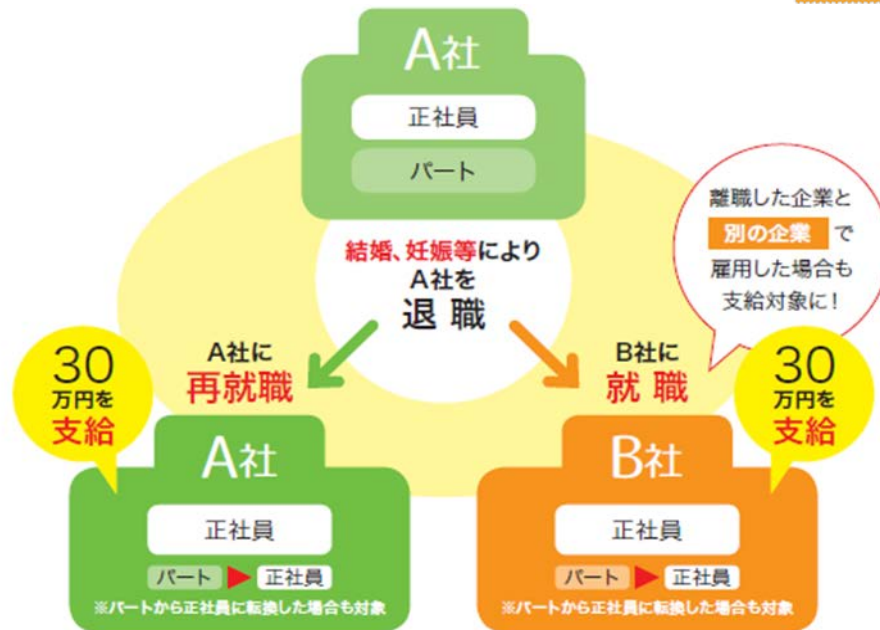 A社
正社員
パート
離職した企業と
別の企業 で
雇用した場合も
支給対象に！
結婚、妊娠等により
A社を
退 職
A社に
再就職
B社に
就 職
30
万円を
支給
30
万円を
支給
A社
正社員
パート ▶ 正社員
※パートから正社員に転換した場合も対象
B社
正社員
パート ▶ 正社員
※パートから正社員に転換した場合も対象